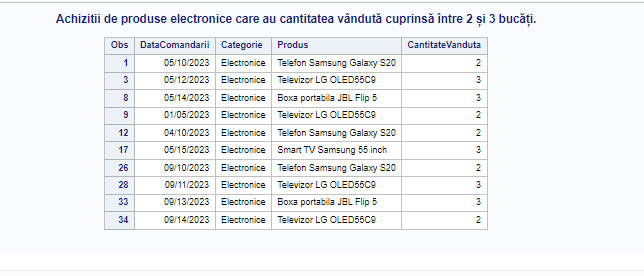 Achizitii de produse electronice care au cantitatea vândută cuprinsă între 2 și 3 bucăți.
Obs DataComandarii Categorie Produs CantitateVanduta
1 05/10/2023 Electronice Telefon Samsung Galaxy S20 2
3 05/12/2023 Electronice Televizor LG OLED55C9 3
8 05/14/2023 Electronice Boxa portabila JBL Flip 5 3
9 01/05/2023 Electronice Televizor LG OLED55C9 2
12 04/10/2023 Electronice Telefon Samsung Galaxy S20 2
17 05/15/2023 Electronice Smart TV Samsung 55 inch 3
26 09/10/2023 Electronice Telefon Samsung Galaxy S20 2
28 09/11/2023 Electronice Televizor LG OLED55C9 3
33 09/13/2023 Electronice Boxa portabila JBL Flip 5 3
34 09/14/2023 Electronice Televizor LG OLED55C9 2